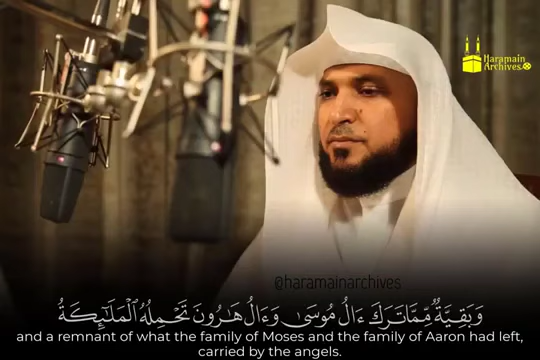 Haramain
Archives
@haramainarchives
وَبَقِيَّةٌ مِّمَّا تَرَكَ ءَالُ مُوسَىٰ وَءَالُ هَـٰرُونَ تَحْمِلُهُ ٱلْمَلَـٰٓئِكَةُ
and a remnant of what the family of Moses and the family of Aaron had left,
carried by the angels.